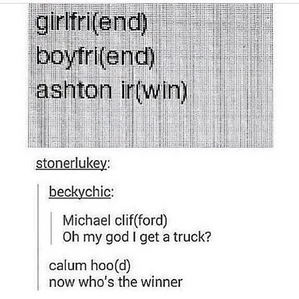 girlfri(end)
boyfri(end)
ashton ir(win)
stonerlukey:
beckychic:
Michael clif(ford)
Oh my god I get a truck?
calum hoo(d)
now who's the winner